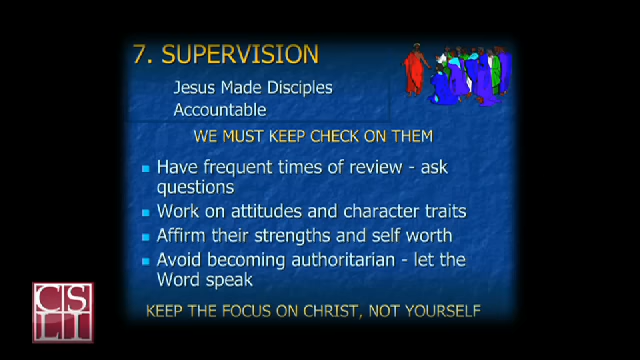 7. SUPERVISION
Jesus Made Disciples
Accountable
WE MUST KEEP CHECK ON THEM
Have frequent times of review - ask
questions
Work on attitudes and character traits
Affirm their strengths and self worth
Avoid becoming authoritarian - let the
Word speak
KEEP THE FOCUS ON CHRIST, NOT YOURSELF
CS
LI